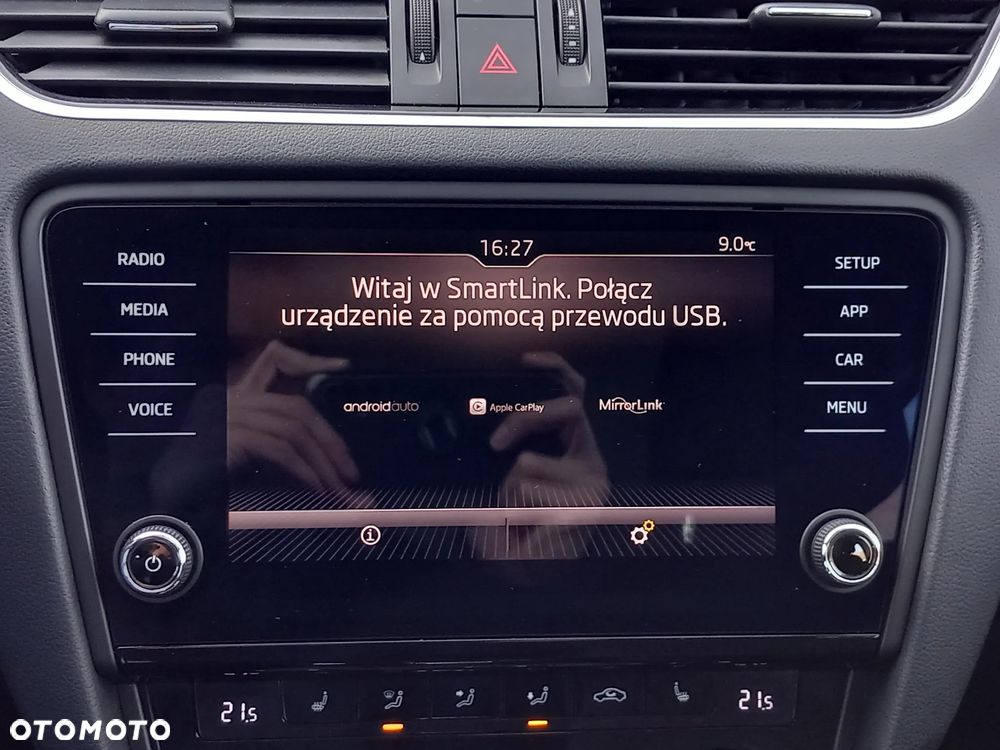 16:27
9.0°C
RADIO
MEDIA
PHONE
VOICE
Witaj w SmartLink. Połącz
urządzenie za pomocą przewodu USB.
androidauto
Apple CarPlay
MirrorLink
SETUP
APP
CAR
MENU
21.5
21.5
OTOMOTO